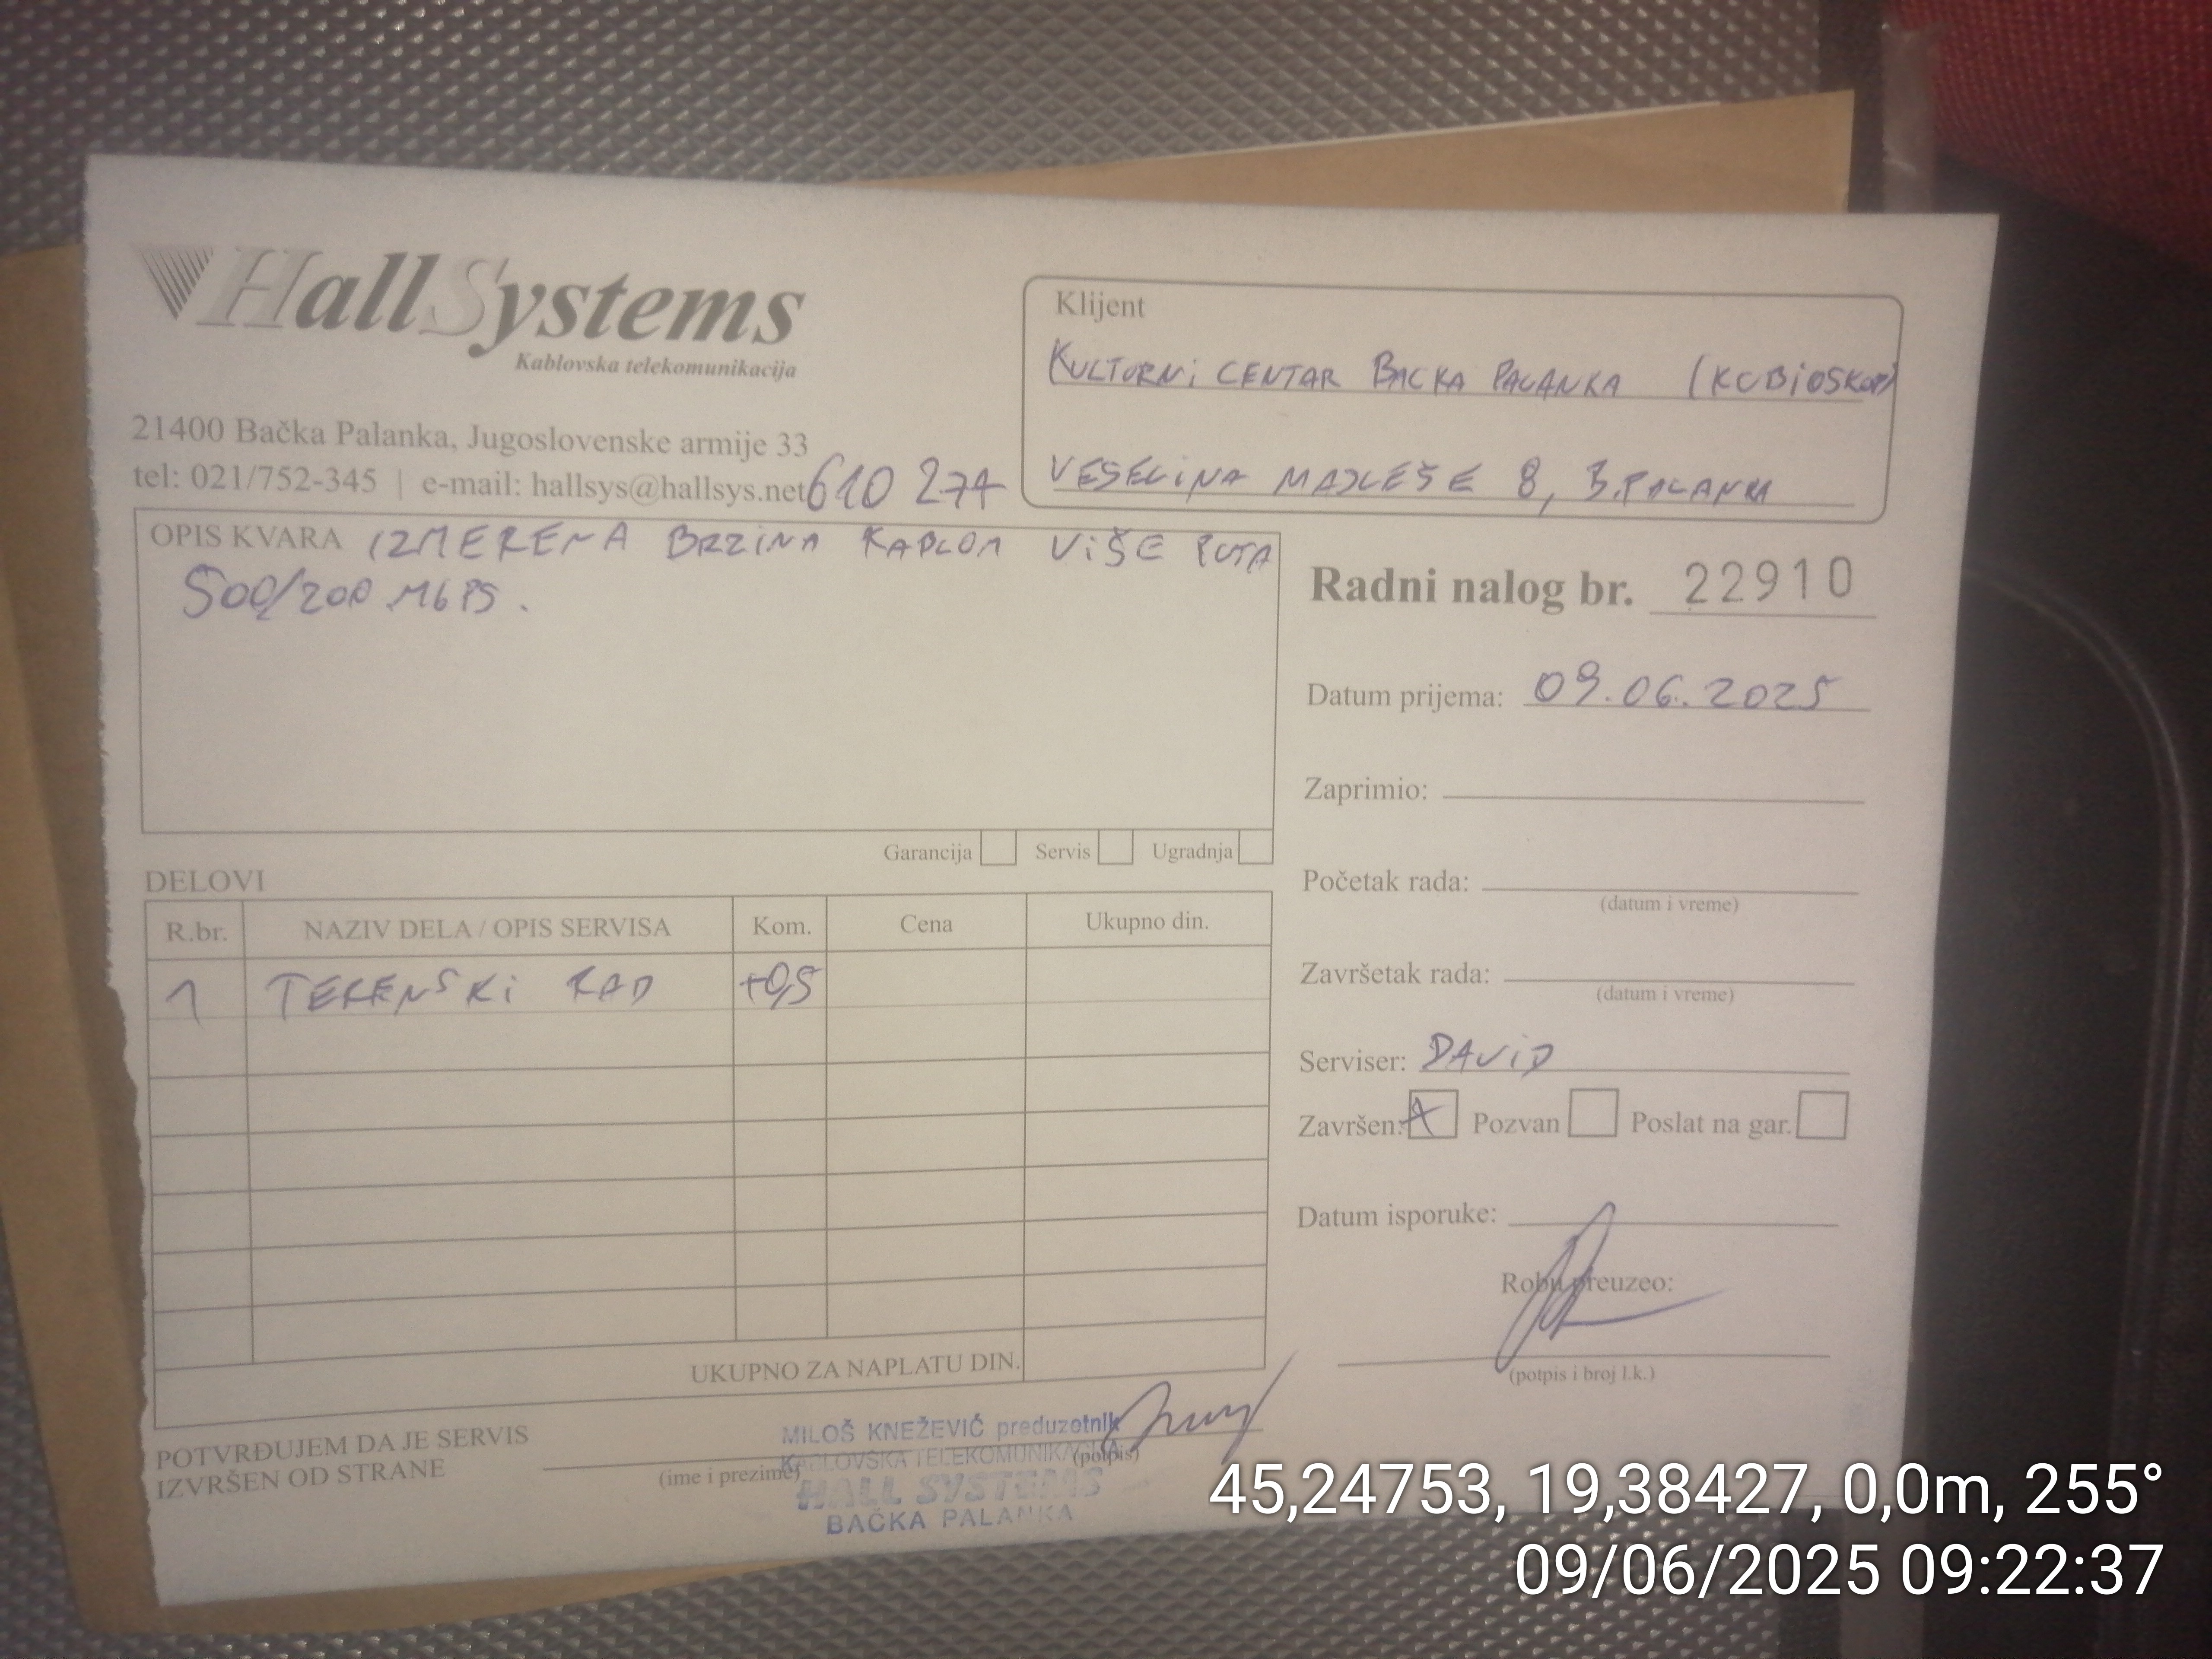 HallSystems
Kablovska telekomunikacija
21400 Bačka Palanka, Jugoslovenske armije 33
tel: 021/752-345 | e-mail: hallsys@hallsys.net 610 274
Klijent
KULTURNI CENTAR BACKA PALANKA (KCBIOSKOP)
VESELINA MASLEŠE 8, B.PALANKA
OPIS KVARA IZMERENA BRZINA KABLOM VIŠE PUTA
500/200 Mbps.
Garancija Servis Ugradnja
Radni nalog br. 22910
Datum prijema: 09.06.2025
Zaprimio:
Početak rada:
(datum i vreme)
Završetak rada:
(datum i vreme)
Serviser: DAVID
Završen: X Pozvan Poslat na gar.
Datum isporuke:
Robu preuzeo:
(potpis i broj l.k.)
DELOVI
R.br. NAZIV DELA / OPIS SERVISA Kom. Cena Ukupno din.
1 TERENSKI RAD +0,5
UKUPNO ZA NAPLATU DIN.
POTVRĐUJEM DA JE SERVIS
IZVRŠEN OD STRANE
(ime i prezime)
(potpis)
MILOŠ KNEŽEVIĆ preduzetnik
KABLOVSKA TELEKOMUNIKACIJA
HALL SYSTEMS
BAČKA PALANKA
45,24753, 19,38427, 0,0m, 255°
09/06/2025 09:22:37